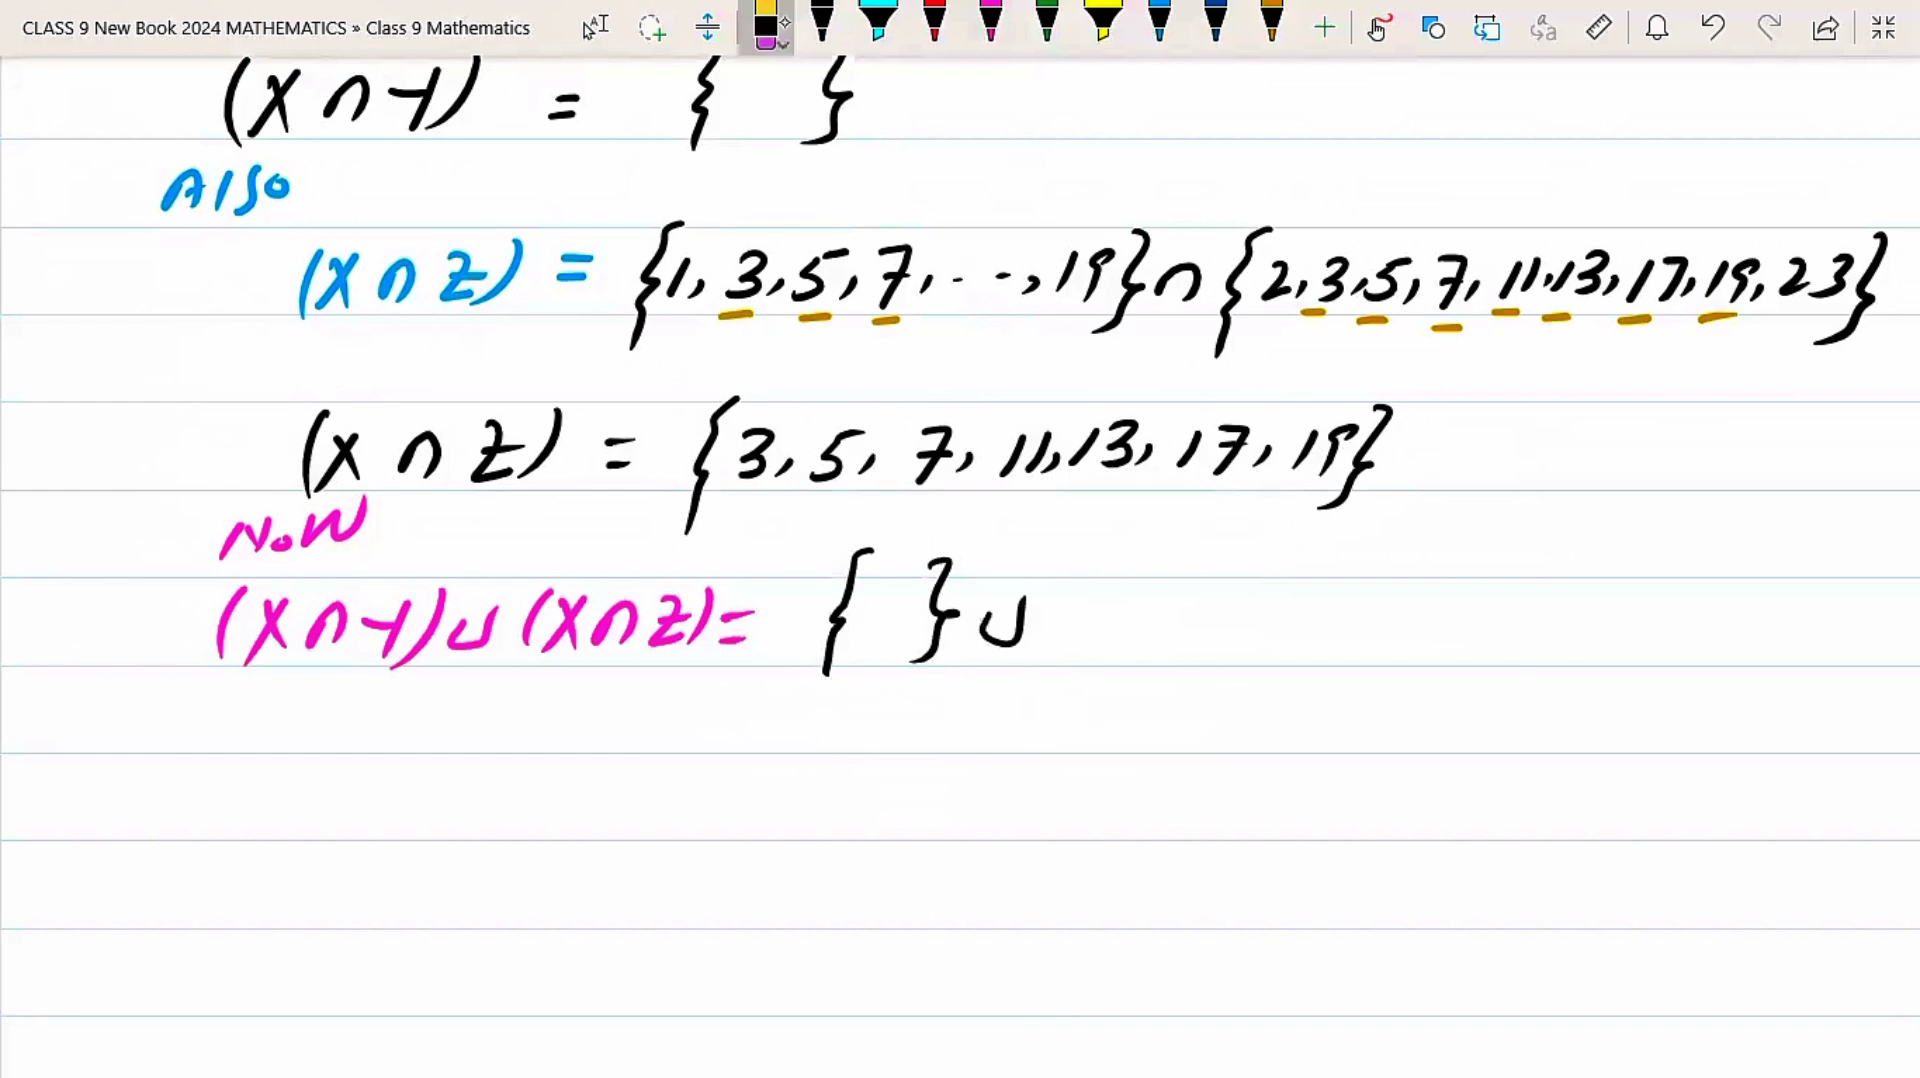 CLASS 9 New Book 2024 MATHEMATICS » Class 9 Mathematics
(X ∩ Y) = { }
Also
(X ∩ Z) = {1, 3, 5, 7, ..., 19} ∩ {2, 3, 5, 7, 11, 13, 17, 19, 23}
(X ∩ Z) = {3, 5, 7, 11, 13, 17, 19}
Now
(X ∩ Y) ∪ (X ∩ Z) = { } ∪